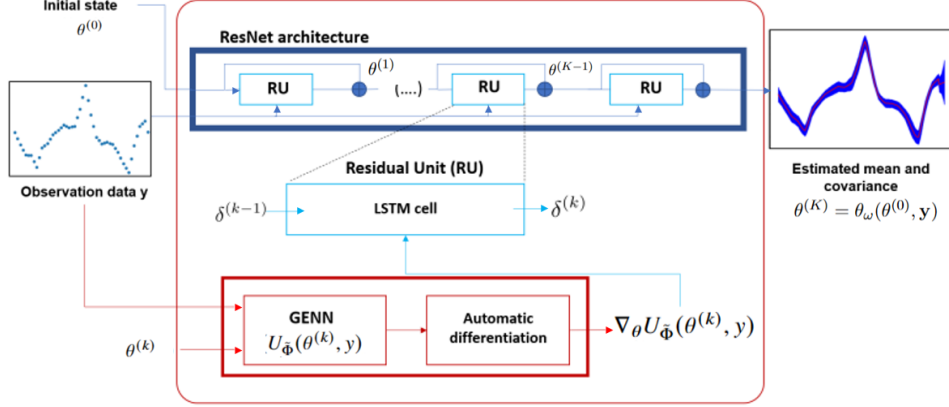 Initial state
θ^(0)
ResNet architecture
RU
θ^(1)
(....)
RU
θ^(K−1)
RU
Observation data y
Estimated mean and
covariance
θ^(K) = θ_ω(θ^(0), y)
Residual Unit (RU)
δ^(k−1)
LSTM cell
δ^(k)
GENN
U_Φ̃(θ^(k), y)
Automatic
differentiation
∇_θ U_Φ̃(θ^(k), y)
θ^(k)